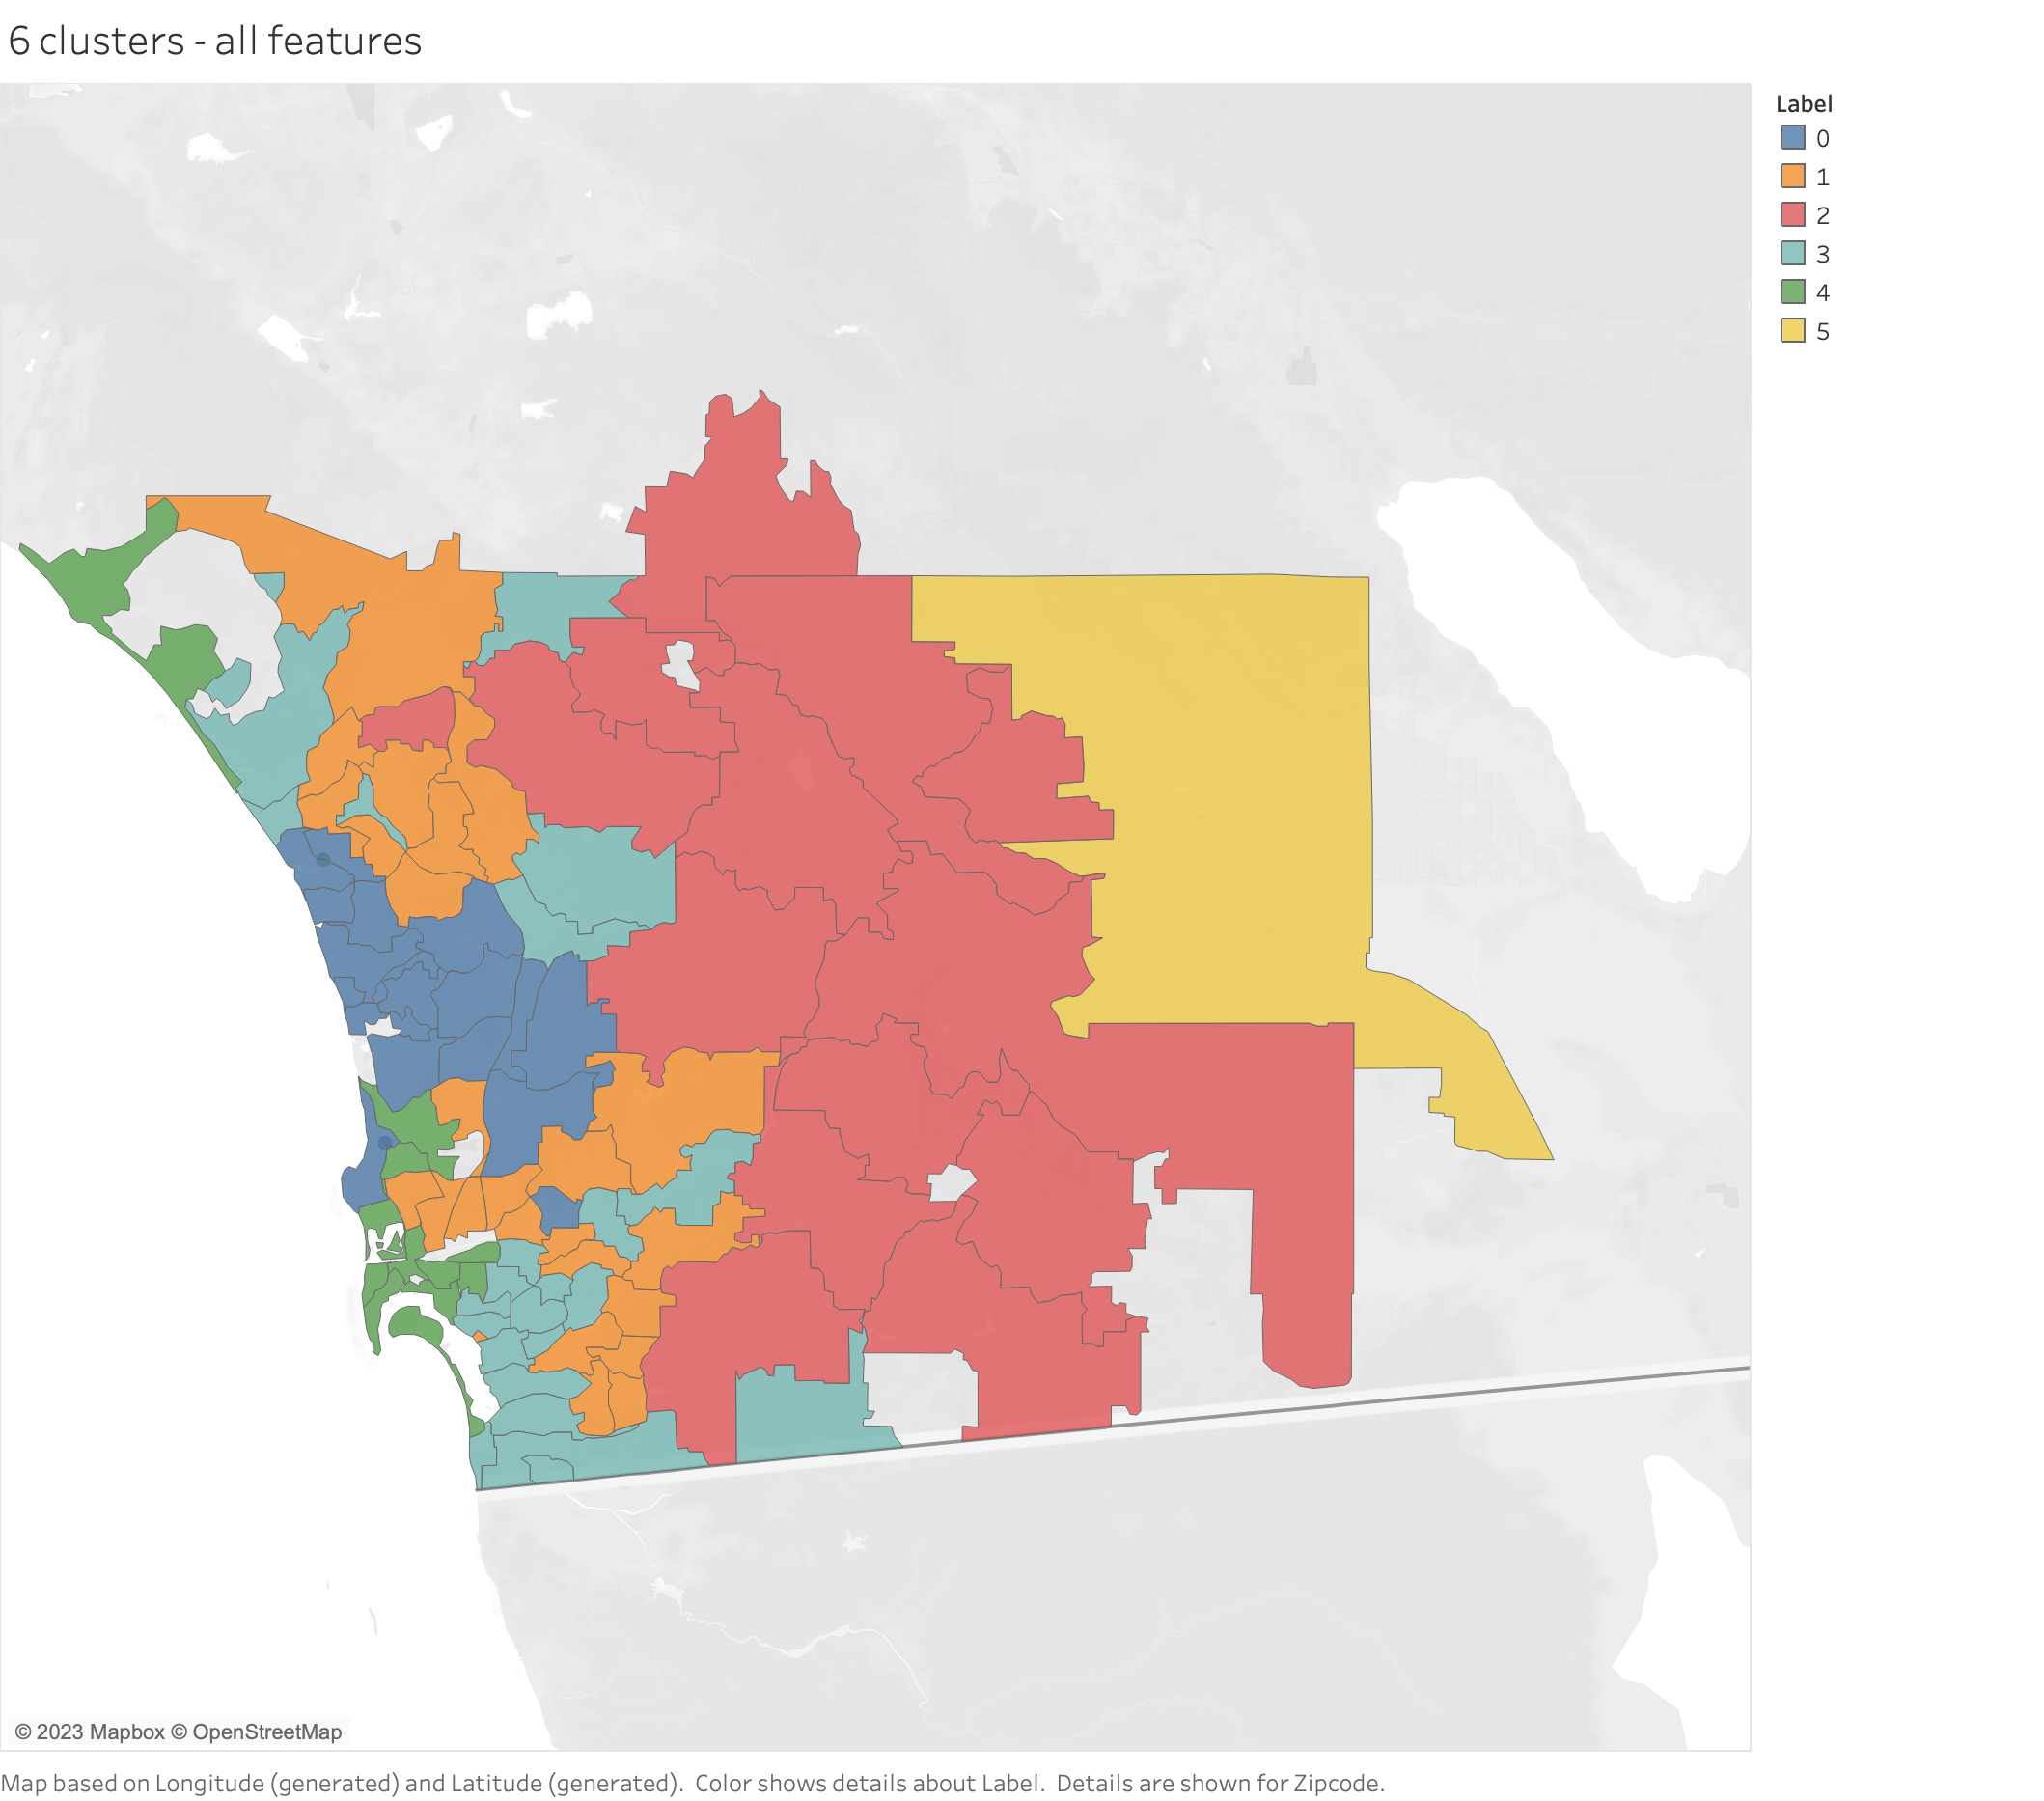 6 clusters - all features
Label
0
1
2
3
4
5
© 2023 Mapbox © OpenStreetMap
Map based on Longitude (generated) and Latitude (generated). Color shows details about Label. Details are shown for Zipcode.